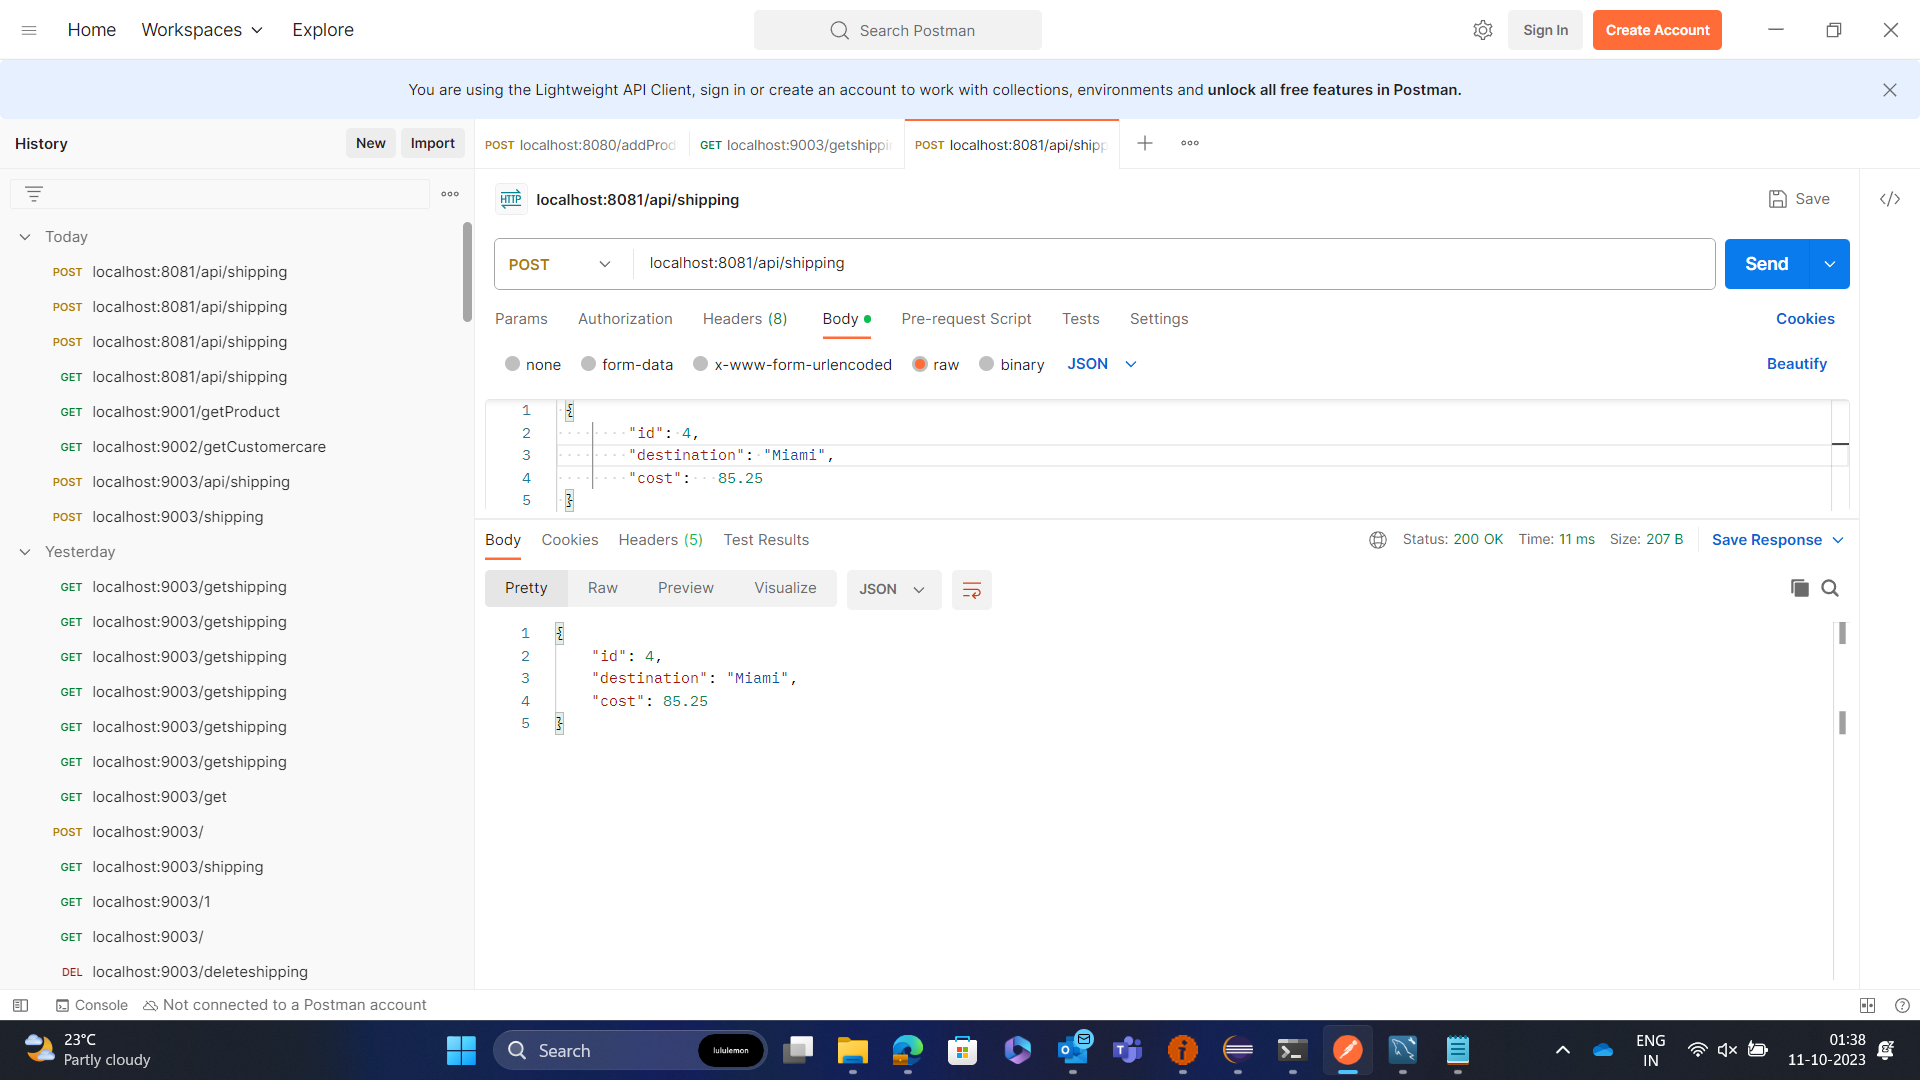 Home Workspaces Explore Search Postman Sign In Create Account
You are using the Lightweight API Client, sign in or create an account to work with collections, environments and unlock all free features in Postman.
History New Import
POST localhost:8080/addProd GET localhost:9003/getshippi POST localhost:8081/api/shipp
HTTP localhost:8081/api/shipping Save
Today
POST localhost:8081/api/shipping
POST localhost:8081/api/shipping
POST localhost:8081/api/shipping
GET localhost:8081/api/shipping
GET localhost:9001/getProduct
GET localhost:9002/getCustomercare
POST localhost:9003/api/shipping
POST localhost:9003/shipping
Yesterday
GET localhost:9003/getshipping
GET localhost:9003/getshipping
GET localhost:9003/getshipping
GET localhost:9003/getshipping
GET localhost:9003/getshipping
GET localhost:9003/getshipping
GET localhost:9003/get
POST localhost:9003/
GET localhost:9003/shipping
GET localhost:9003/1
GET localhost:9003/
DEL localhost:9003/deleteshipping
POST localhost:8081/api/shipping Send
Params Authorization Headers (8) Body Pre-request Script Tests Settings Cookies
none form-data x-www-form-urlencoded raw binary JSON Beautify
1 {
2 "id": 4,
3 "destination": "Miami",
4 "cost": 85.25
5 }
Body Cookies Headers (5) Test Results Status: 200 OK Time: 11 ms Size: 207 B Save Response
Pretty Raw Preview Visualize JSON
1 {
2 "id": 4,
3 "destination": "Miami",
4 "cost": 85.25
5 }
Console Not connected to a Postman account
23°C
Partly cloudy
Search lululemon
ENG
IN
01:38
11-10-2023